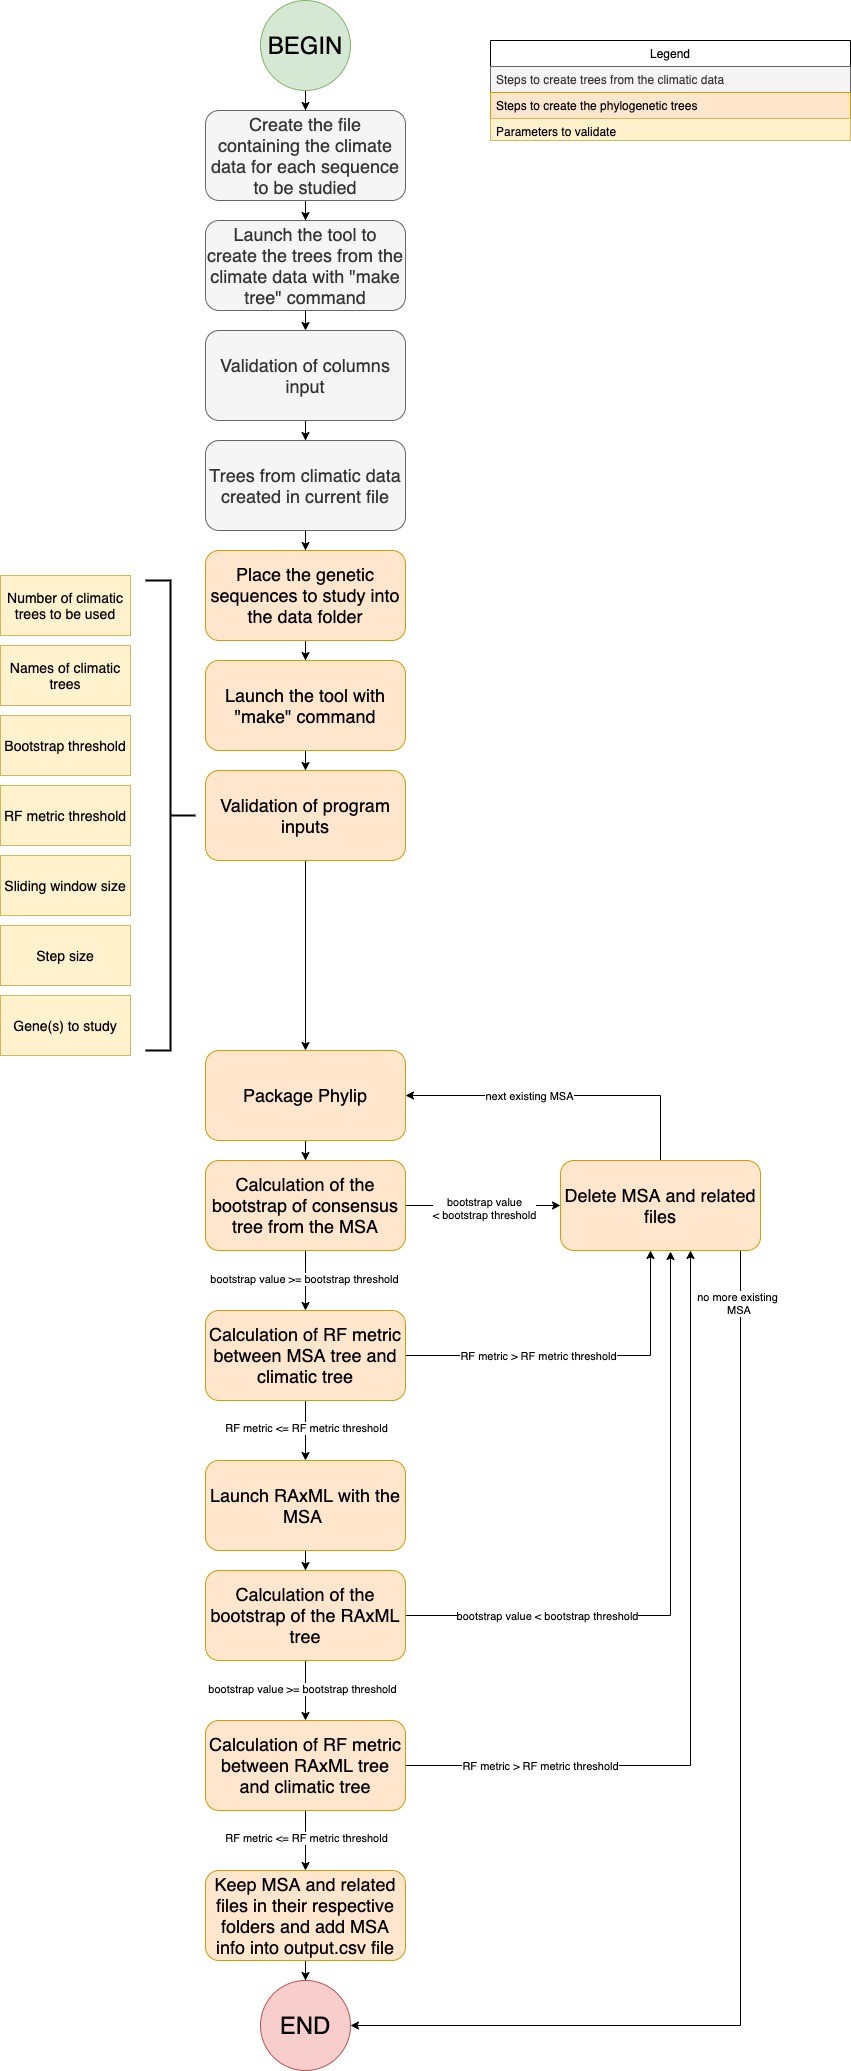 BEGIN
Legend
Steps to create trees from the climatic data
Steps to create the phylogenetic trees
Parameters to validate
Create the file
containing the climate
data for each sequence
to be studied
Launch the tool to
create the trees from the
climate data with "make
tree" command
Validation of columns
input
Trees from climatic data
created in current file
Place the genetic
sequences to study into
the data folder
Launch the tool with
"make" command
Validation of program
inputs
Number of climatic
trees to be used
Names of climatic
trees
Bootstrap threshold
RF metric threshold
Sliding window size
Step size
Gene(s) to study
Package Phylip
next existing MSA
Calculation of the
bootstrap of consensus
tree from the MSA
bootstrap value
< bootstrap threshold
Delete MSA and related
files
bootstrap value >= bootstrap threshold
no more existing
MSA
Calculation of RF metric
between MSA tree and
climatic tree
RF metric > RF metric threshold
RF metric <= RF metric threshold
Launch RAxML with the
MSA
Calculation of the
bootstrap of the RAxML
tree
bootstrap value < bootstrap threshold
bootstrap value >= bootstrap threshold
Calculation of RF metric
between RAxML tree
and climatic tree
RF metric > RF metric threshold
RF metric <= RF metric threshold
Keep MSA and related
files in their respective
folders and add MSA
info into output.csv file
END